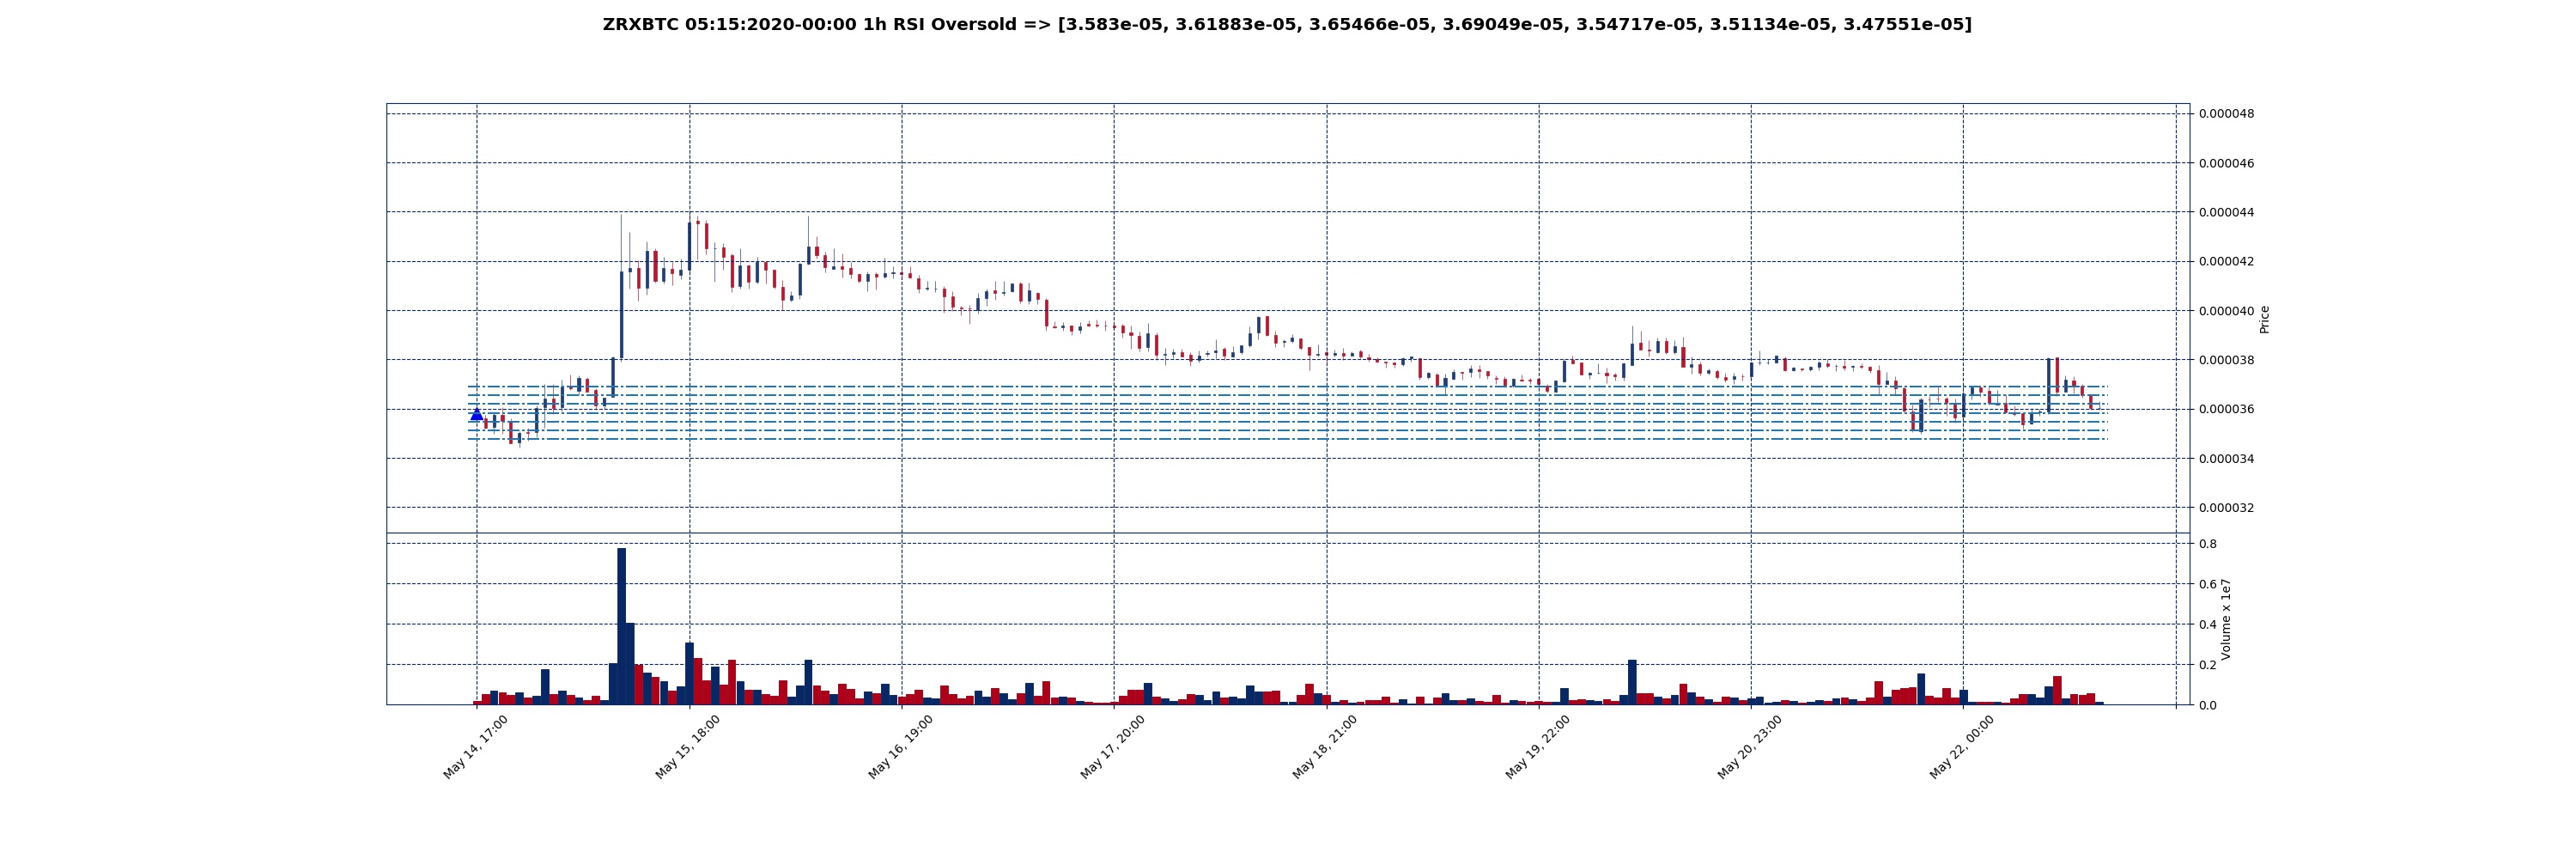 ZRXBTC 05:15:2020-00:00 1h RSI Oversold => [3.583e-05, 3.61883e-05, 3.65466e-05, 3.69049e-05, 3.54717e-05, 3.51134e-05, 3.47551e-05]
0.000048
0.000046
0.000044
0.000042
0.000040
0.000038
0.000036
0.000034
0.000032
Price
0.8
0.6
0.4
0.2
0.0
Volume x 1e7
May 14, 17:00
May 15, 18:00
May 16, 19:00
May 17, 20:00
May 18, 21:00
May 19, 22:00
May 20, 23:00
May 22, 00:00